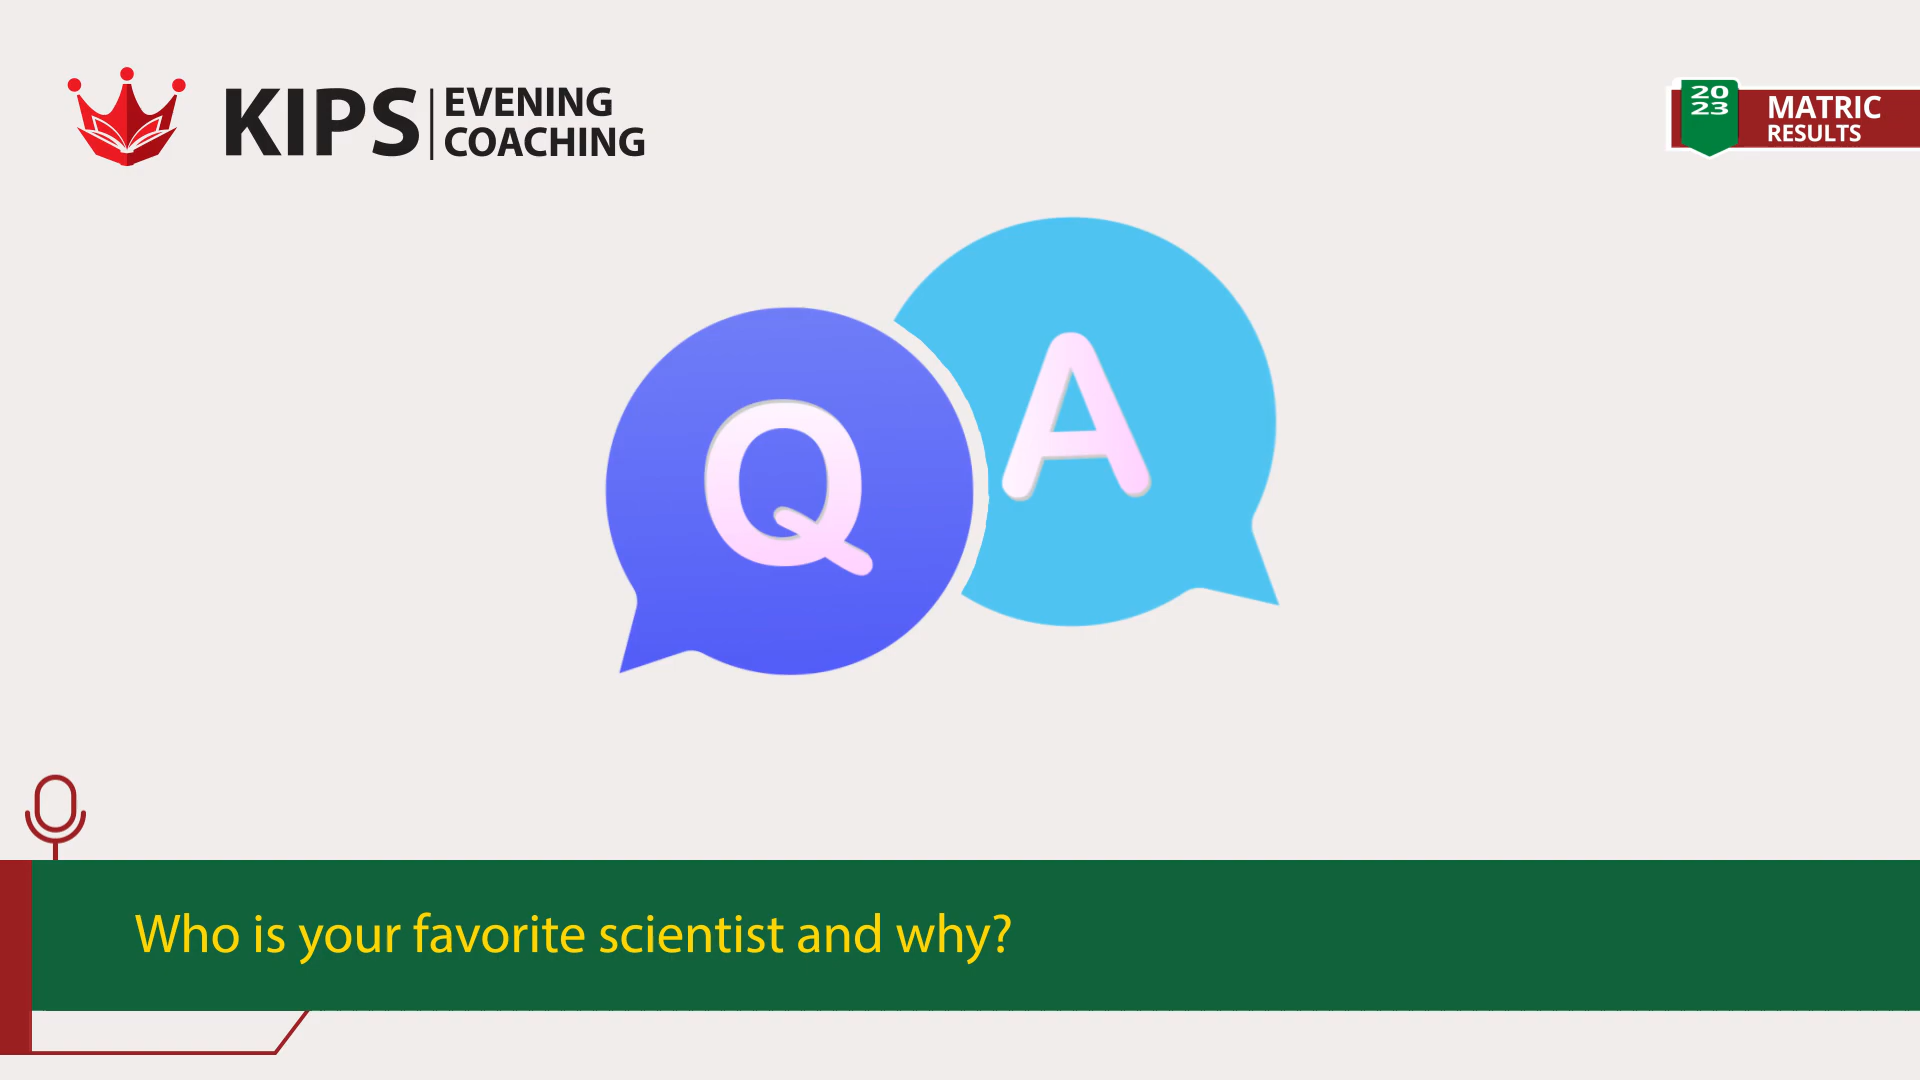 KIPS
EVENING
COACHING
20
23
MATRIC
RESULTS
Q
A
Who is your favorite scientist and why?